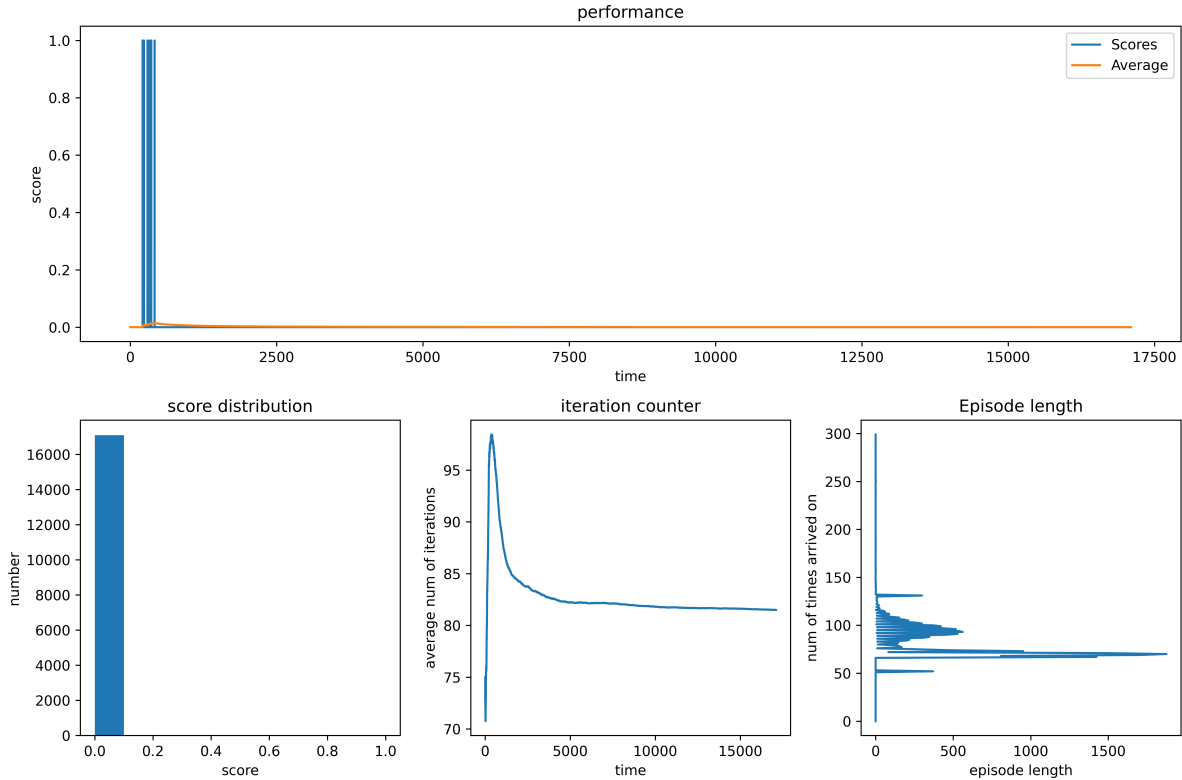 performance
1.0
0.8
0.6
0.4
0.2
0.0
score
Scores
Average
0 2500 5000 7500 10000 12500 15000 17500
time
score distribution
16000
14000
12000
10000
8000
6000
4000
2000
0
number
0.0 0.2 0.4 0.6 0.8 1.0
score
iteration counter
95
90
85
80
75
70
average num of iterations
0 5000 10000 15000
time
Episode length
300
250
200
150
100
50
0
num of times arrived on
0 500 1000 1500
episode length